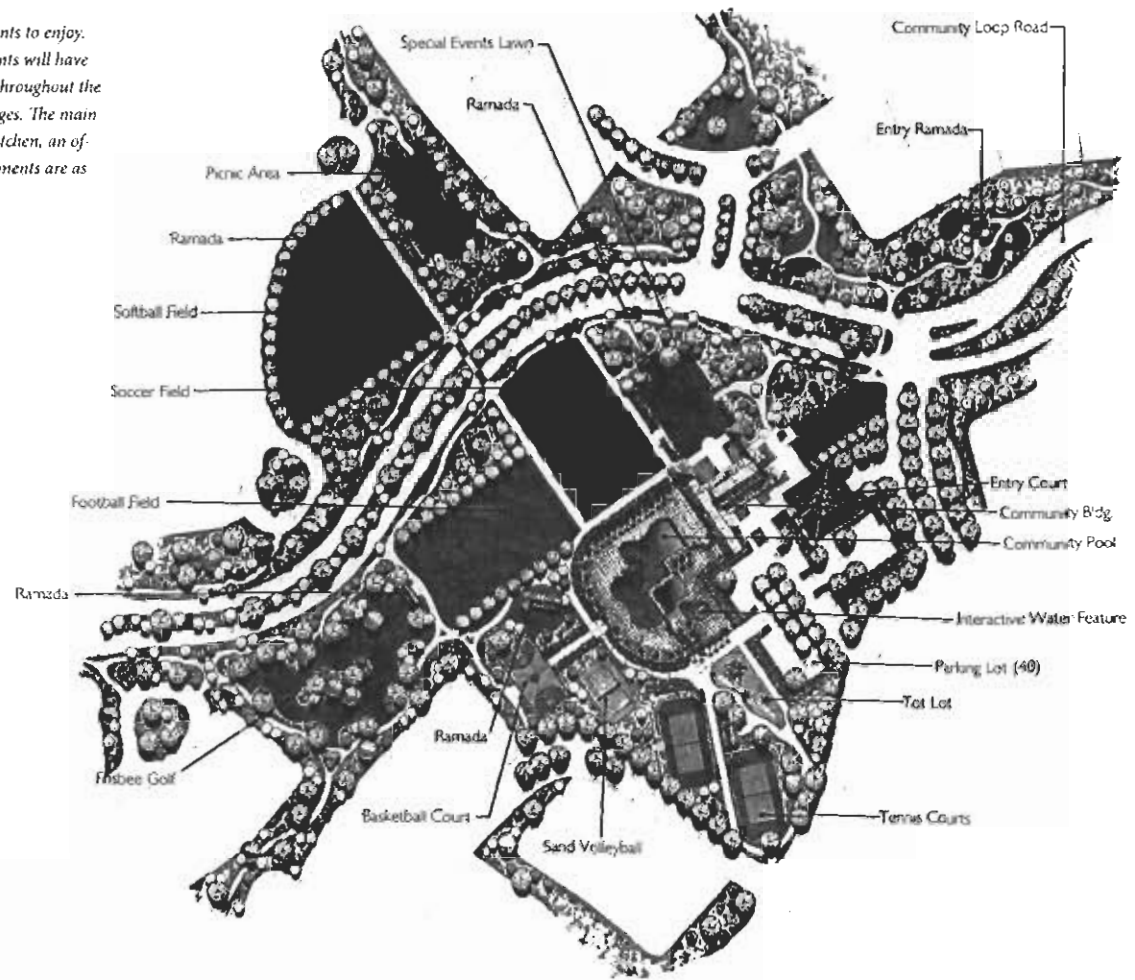 nts to enjoy.
nts will have
hroughout the
ges. The main
itchen, an of-
ments are as
Special Events Lawn
Community Loop Road
Ramada
Entry Ramada
Picnic Area
Ramada
Softball Field
Soccer Field
Entry Court
Football Field
Community Bldg.
Community Pool
Ramada
Interactive Water Feature
Parking Lot (40)
Tot Lot
Ramada
Frisbee Golf
Basketball Court
Tennis Courts
Sand Volleyball